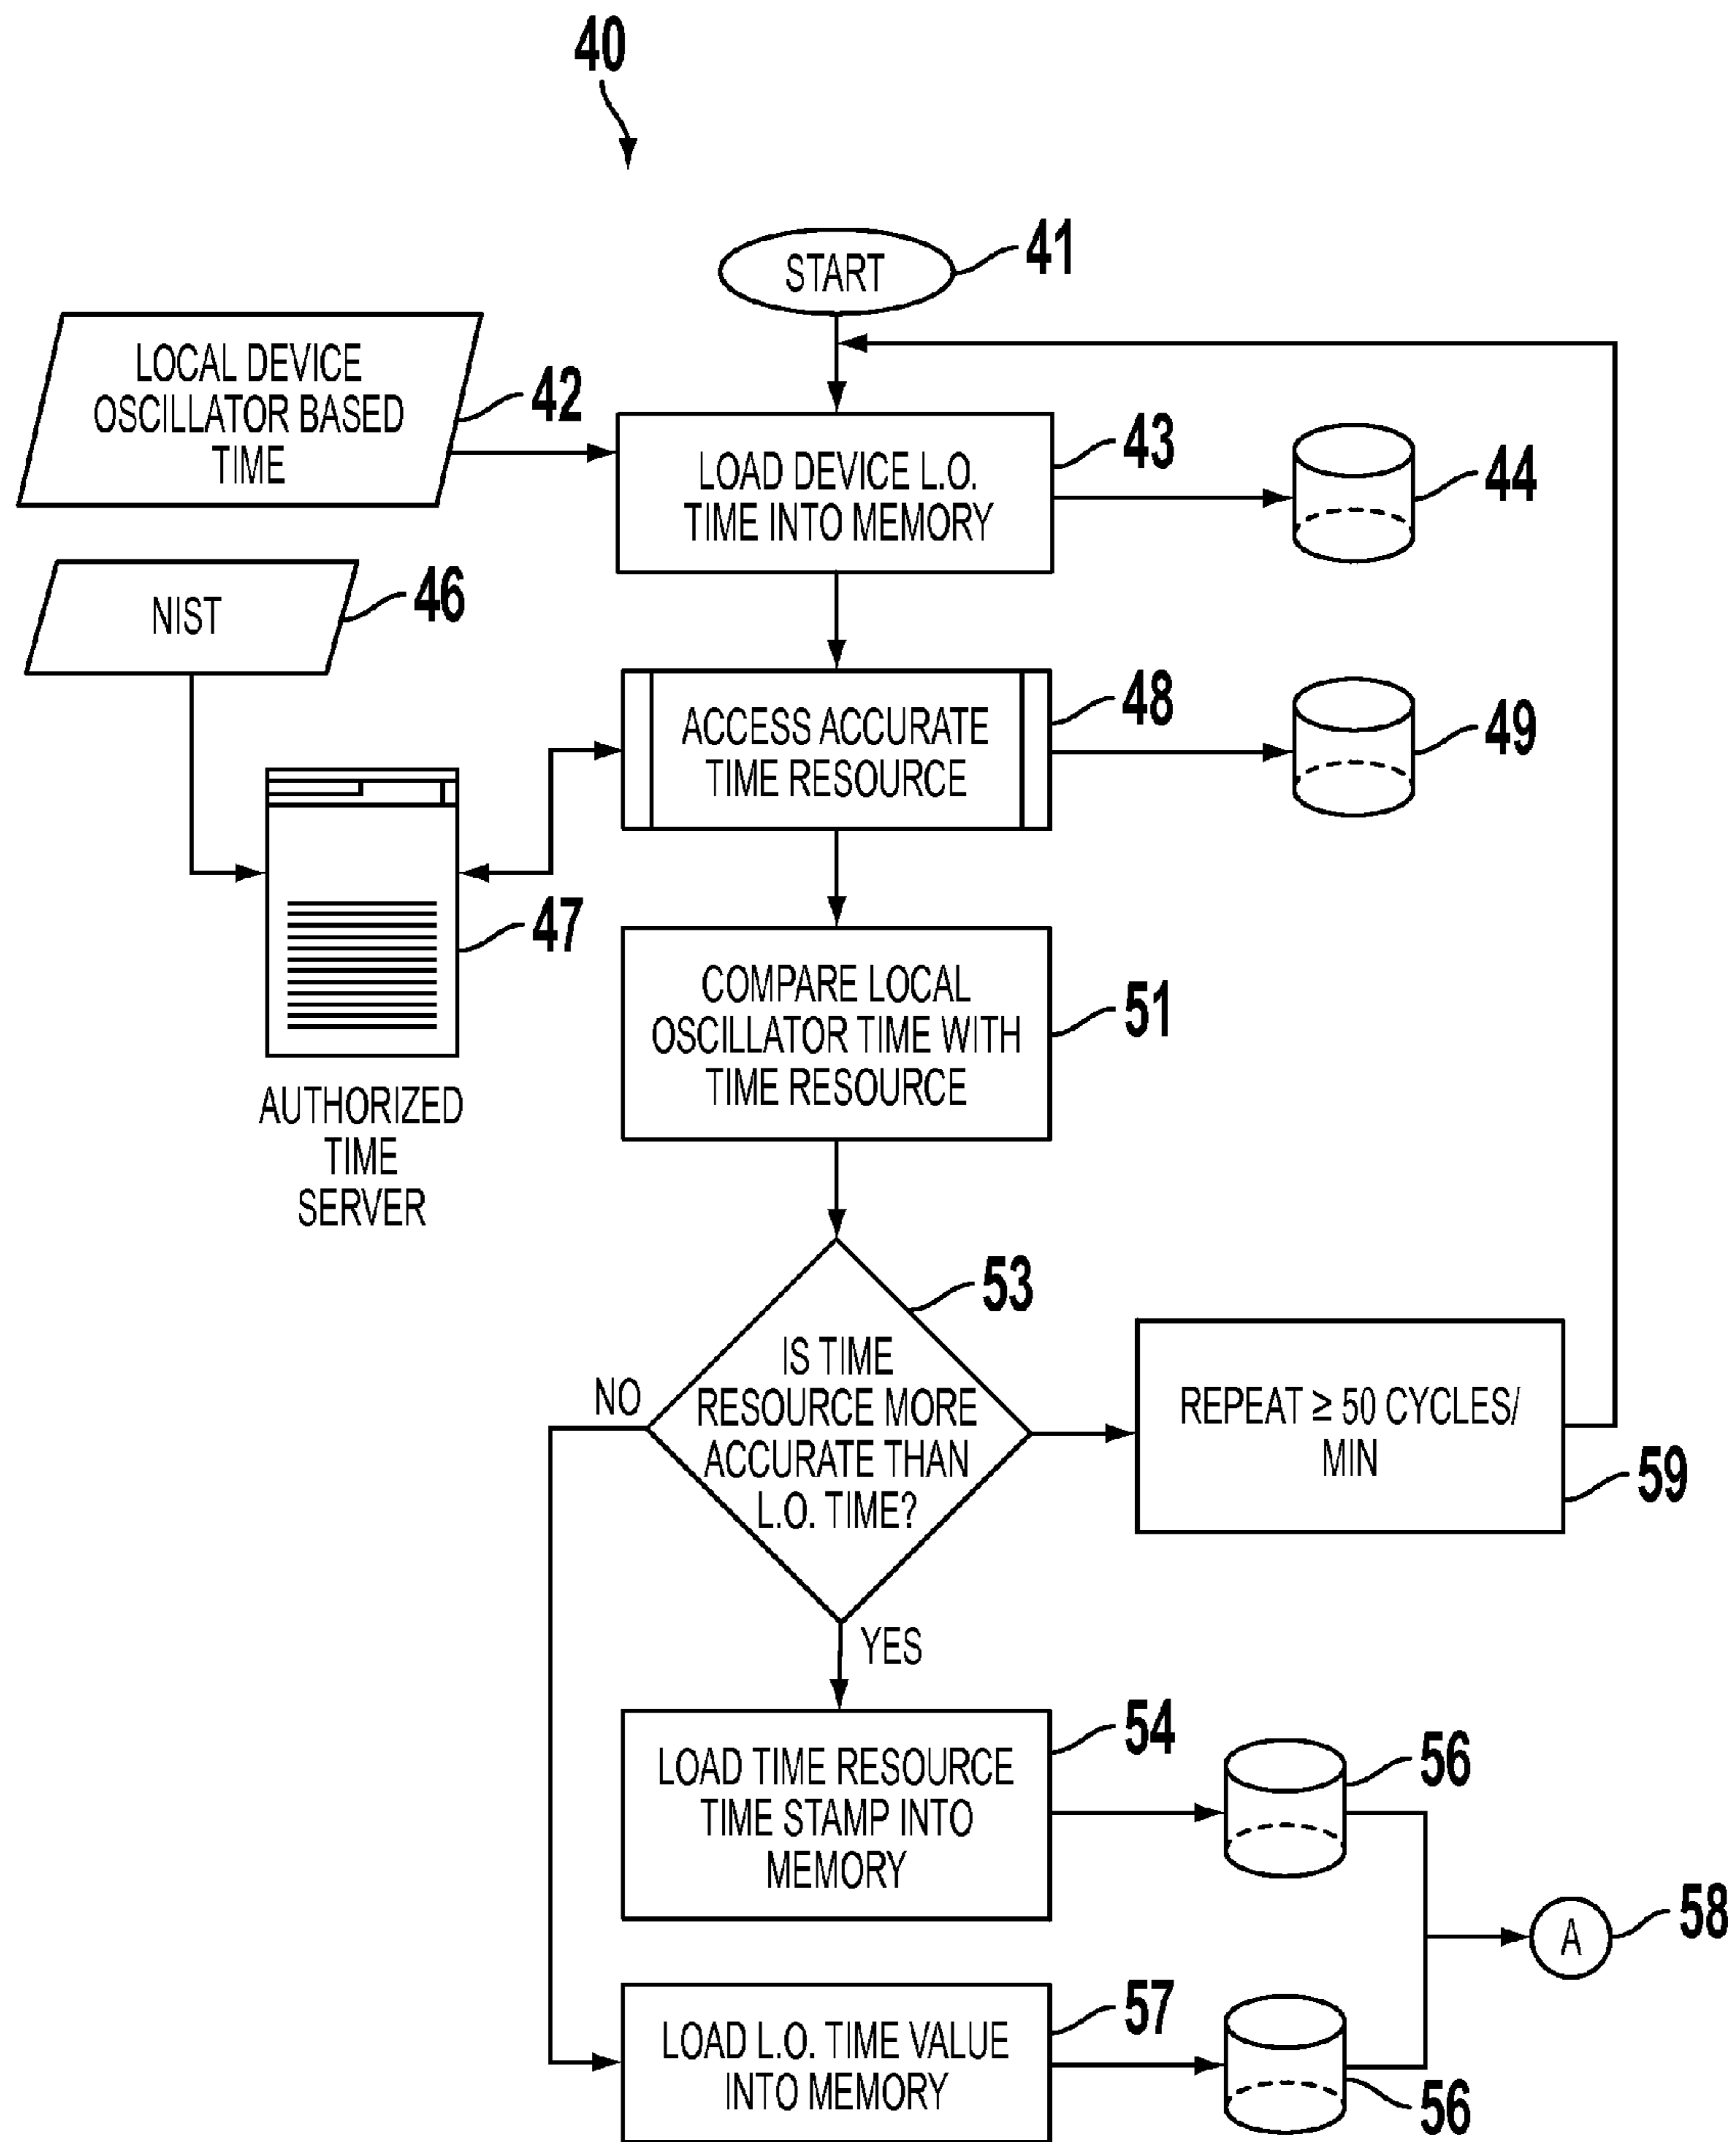 40
START
41
LOCAL DEVICE
OSCILLATOR BASED
TIME
42
LOAD DEVICE L.O.
TIME INTO MEMORY
43
44
NIST
46
ACCESS ACCURATE
TIME RESOURCE
48
49
47
AUTHORIZED
TIME
SERVER
COMPARE LOCAL
OSCILLATOR TIME WITH
TIME RESOURCE
51
53
IS TIME
RESOURCE MORE
ACCURATE THAN
L.O. TIME?
NO
YES
REPEAT ≥ 50 CYCLES/
MIN
59
LOAD TIME RESOURCE
TIME STAMP INTO
MEMORY
54
56
A
58
LOAD L.O. TIME VALUE
INTO MEMORY
57
56